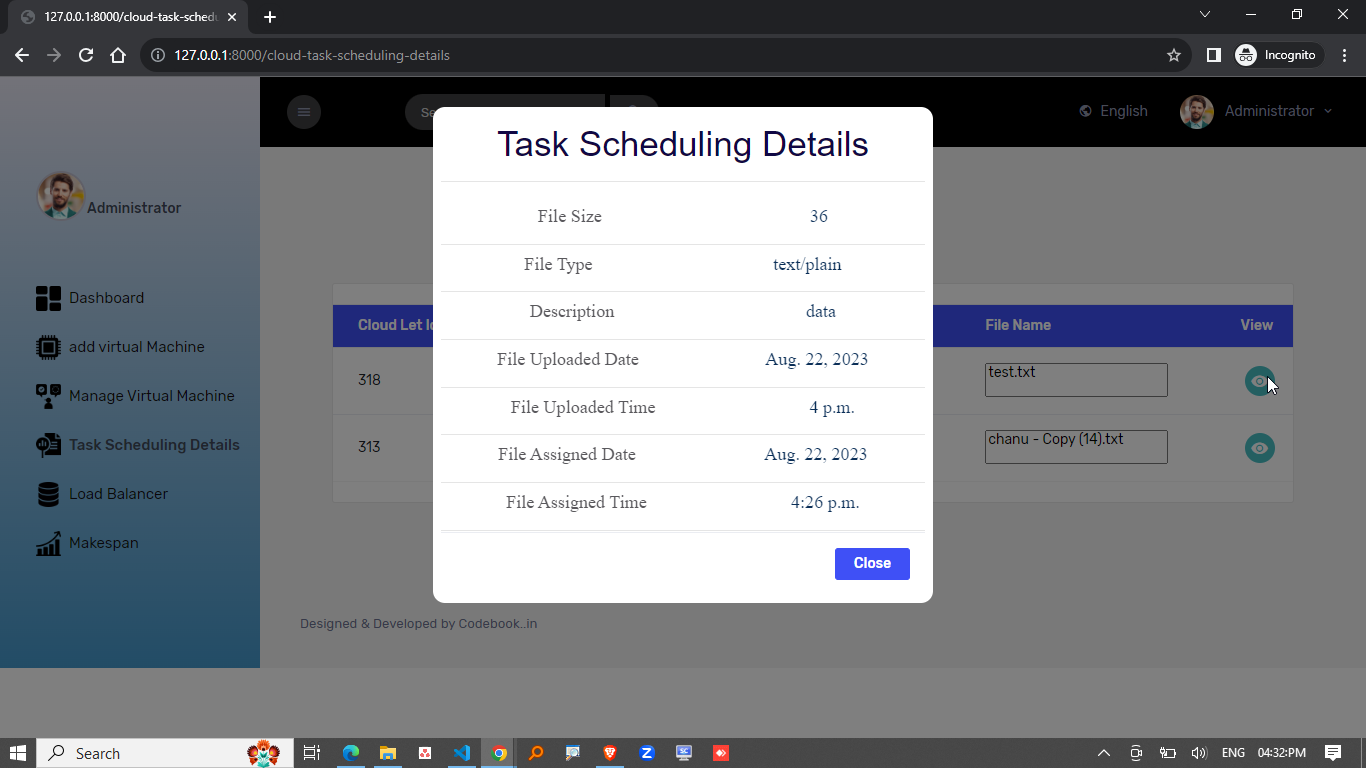 127.0.0.1:8000/cloud-task-sched
127.0.0.1:8000/cloud-task-scheduling-details
Incognito
English
Administrator
Administrator
Dashboard
add virtual Machine
Manage Virtual Machine
Task Scheduling Details
Load Balancer
Makespan
Task Scheduling Details
File Size 36
File Type text/plain
Description data
File Uploaded Date Aug. 22, 2023
File Uploaded Time 4 p.m.
File Assigned Date Aug. 22, 2023
File Assigned Time 4:26 p.m.
Close
Cloud Let File Name View
318 test.txt
313 chanu - Copy (14).txt
Designed & Developed by Codebook..in
Search
ENG 04:32:PM